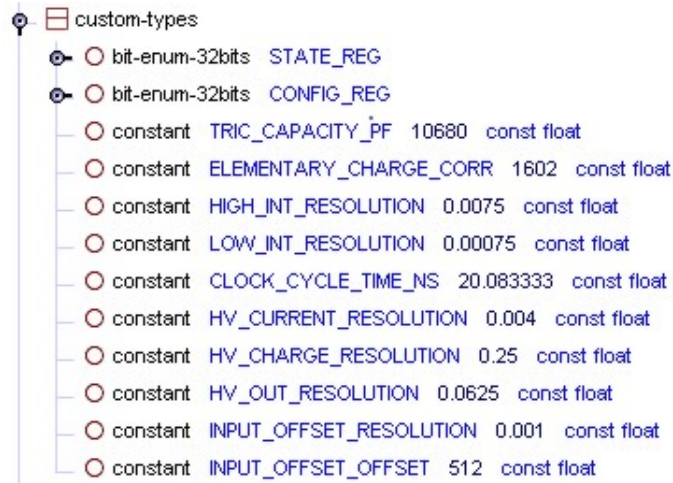 custom-types
bit-enum-32bits STATE_REG
bit-enum-32bits CONFIG_REG
constant TRIC_CAPACITY_PF 10680 const float
constant ELEMENTARY_CHARGE_CORR 1602 const float
constant HIGH_INT_RESOLUTION 0.0075 const float
constant LOW_INT_RESOLUTION 0.00075 const float
constant CLOCK_CYCLE_TIME_NS 20.083333 const float
constant HV_CURRENT_RESOLUTION 0.004 const float
constant HV_CHARGE_RESOLUTION 0.25 const float
constant HV_OUT_RESOLUTION 0.0625 const float
constant INPUT_OFFSET_RESOLUTION 0.001 const float
constant INPUT_OFFSET_OFFSET 512 const float